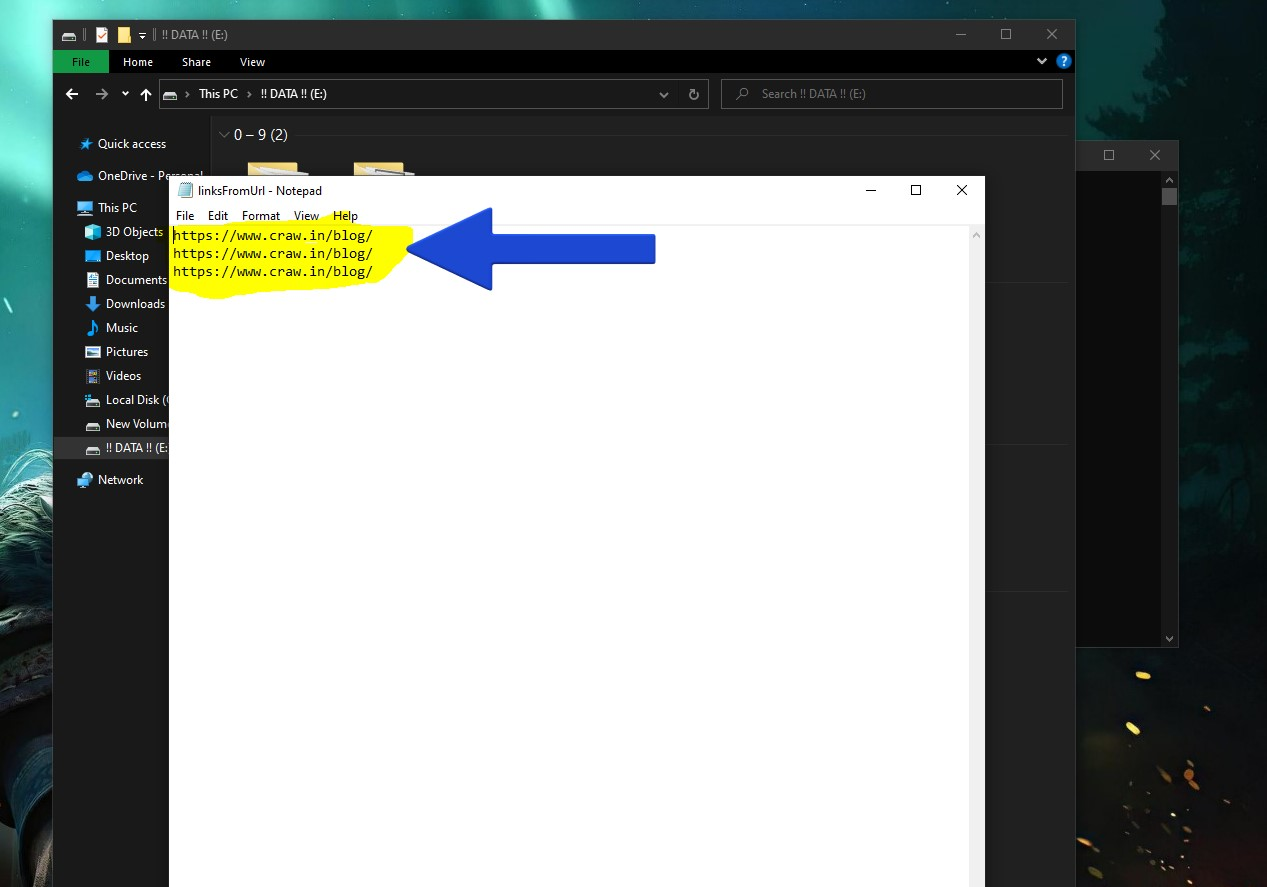 !! DATA !! (E:)
File Home Share View
This PC !! DATA !! (E:) Search !! DATA !! (E:)
0 – 9 (2)
Quick access
OneDrive - Personal
This PC
3D Objects
Desktop
Documents
Downloads
Music
Pictures
Videos
Local Disk (
New Volum
!! DATA !! (E:
Network
linksFromUrl - Notepad
File Edit Format View Help
https://www.craw.in/blog/
https://www.craw.in/blog/
https://www.craw.in/blog/